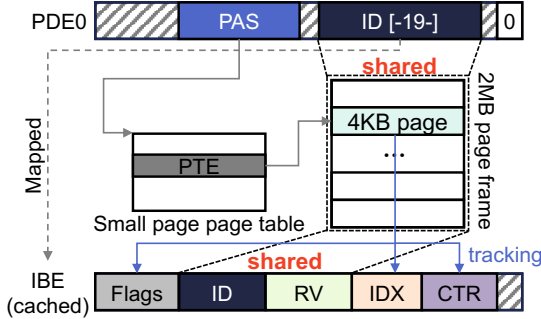 PDE0 PAS ID [-19-] 0
shared
4KB page
...
2MB page frame
Mapped
PTE
Small page page table
shared
tracking
IBE
(cached)
Flags ID RV IDX CTR